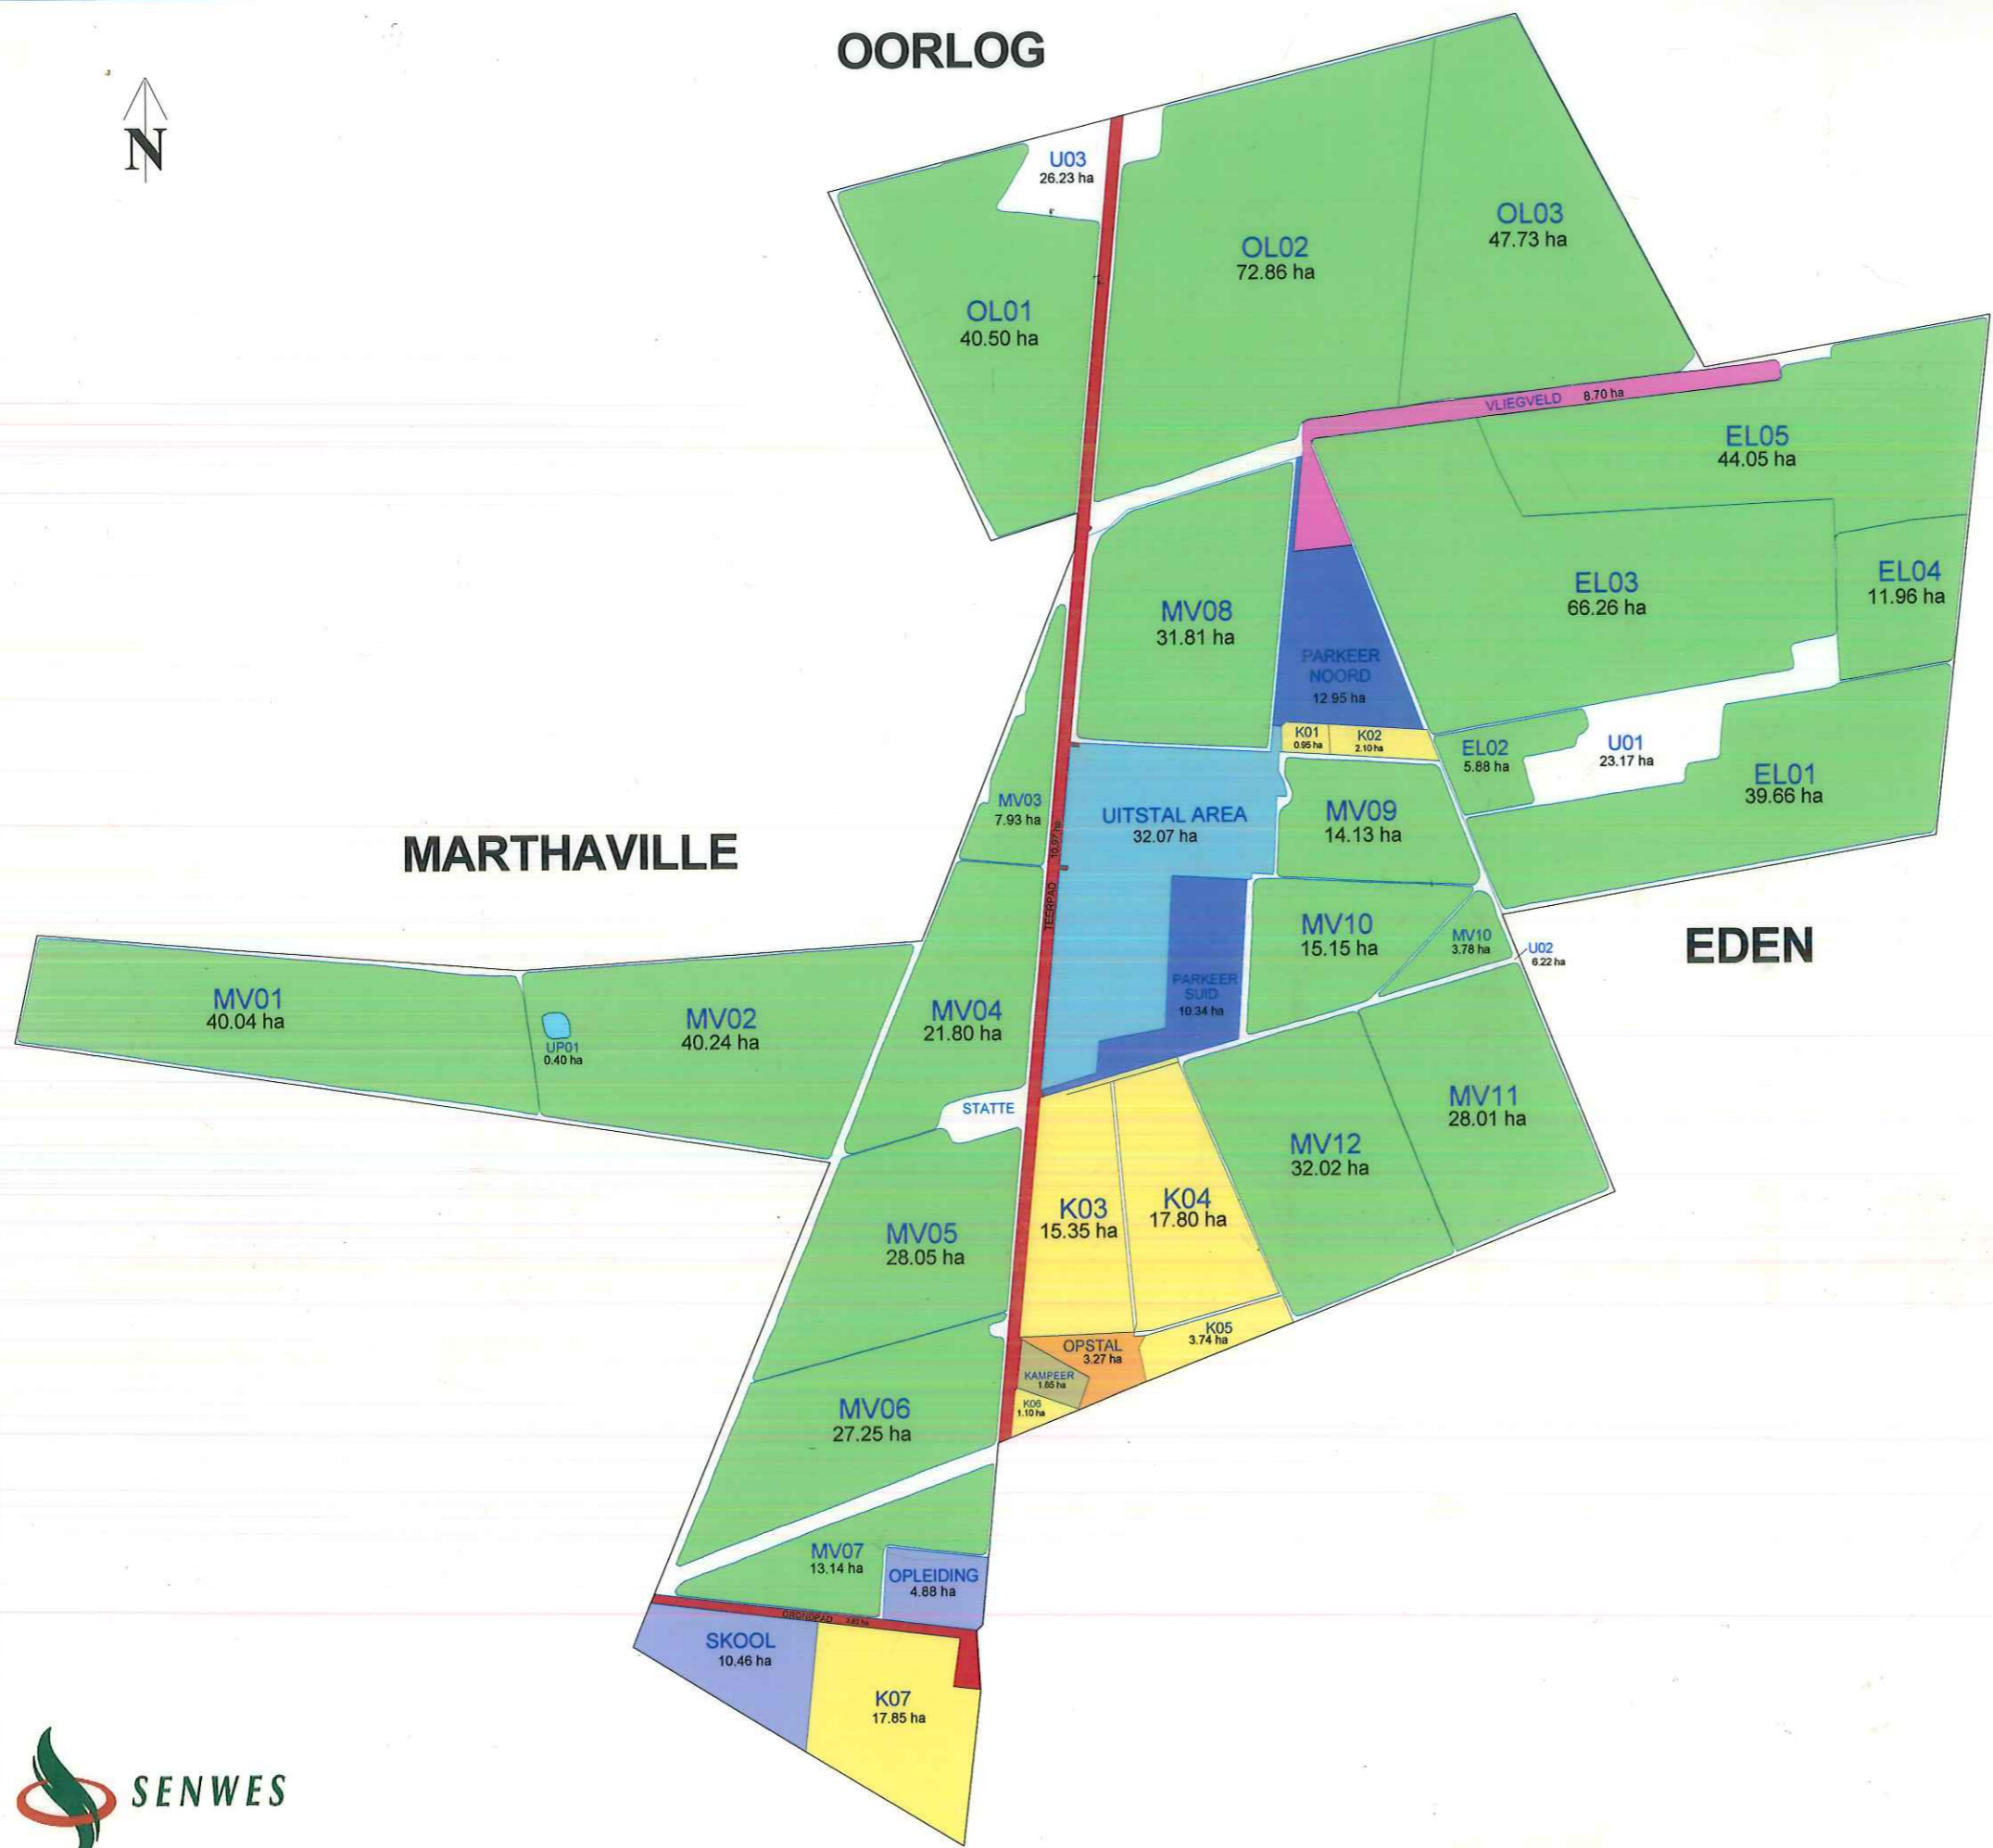 OORLOG
N
U03
26.23 ha
OL03
47.73 ha
OL02
72.86 ha
OL01
40.50 ha
VLIEGVELD 8.70 ha
EL05
44.05 ha
EL03
66.26 ha
EL04
11.96 ha
MV08
31.81 ha
PARKEER
NOORD
12.95 ha
K01
0.95 ha
K02
2.10 ha
EL02
5.88 ha
U01
23.17 ha
EL01
39.66 ha
MV03
7.93 ha
UITSTAL AREA
32.07 ha
MV09
14.13 ha
TEERPAD 10.97 ha
MARTHAVILLE
MV10
15.15 ha
MV10
3.78 ha
U02
6.22 ha
EDEN
MV01
40.04 ha
UP01
0.40 ha
MV02
40.24 ha
MV04
21.80 ha
PARKEER
SUID
10.34 ha
STATTE
MV11
28.01 ha
MV12
32.02 ha
K03
15.35 ha
K04
17.80 ha
MV05
28.05 ha
K05
3.74 ha
OPSTAL
3.27 ha
KAMPEER
1.65 ha
K06
1.10 ha
MV06
27.25 ha
MV07
13.14 ha
OPLEIDING
4.88 ha
GRONDPAD
SKOOL
10.46 ha
K07
17.85 ha
SENWES